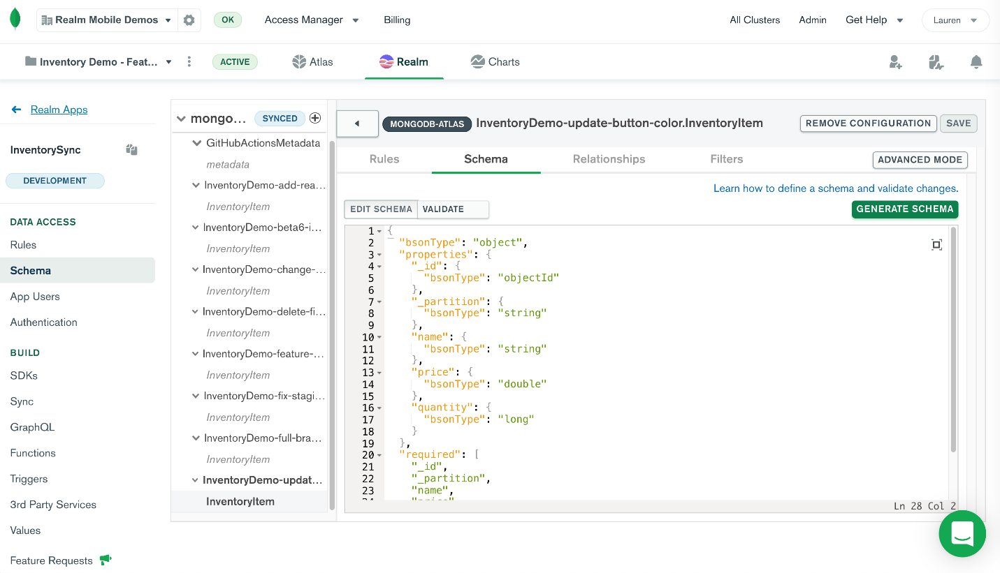 Realm Mobile Demos
OK
Access Manager
Billing
All Clusters
Admin
Get Help
Lauren
Inventory Demo - Feat...
ACTIVE
Atlas
Realm
Charts
Realm Apps
InventorySync
DEVELOPMENT
DATA ACCESS
Rules
Schema
App Users
Authentication
BUILD
SDKs
Sync
GraphQL
Functions
Triggers
3rd Party Services
Values
Feature Requests
mongo...
SYNCED
GitHubActionsMetadata
metadata
InventoryDemo-add-rea...
InventoryItem
InventoryDemo-beta6-i...
InventoryItem
InventoryDemo-change-...
InventoryItem
InventoryDemo-delete-fi...
InventoryItem
InventoryDemo-feature-...
InventoryItem
InventoryDemo-fix-stagi...
InventoryItem
InventoryDemo-full-bra...
InventoryItem
InventoryDemo-updat...
InventoryItem
MONGODB-ATLAS
InventoryDemo-update-button-color.InventoryItem
REMOVE CONFIGURATION
SAVE
Rules
Schema
Relationships
Filters
ADVANCED MODE
Learn how to define a schema and validate changes.
EDIT SCHEMA
VALIDATE
GENERATE SCHEMA
1 {
2 "bsonType": "object",
3 "properties": {
4 "_id": {
5 "bsonType": "objectId"
6 },
7 "_partition": {
8 "bsonType": "string"
9 },
10 "name": {
11 "bsonType": "string"
12 },
13 "price": {
14 "bsonType": "double"
15 },
16 "quantity": {
17 "bsonType": "long"
18 }
19 },
20 "required": [
21 "_id",
22 "_partition",
23 "name",
24 "price"
Ln 28 Col 2